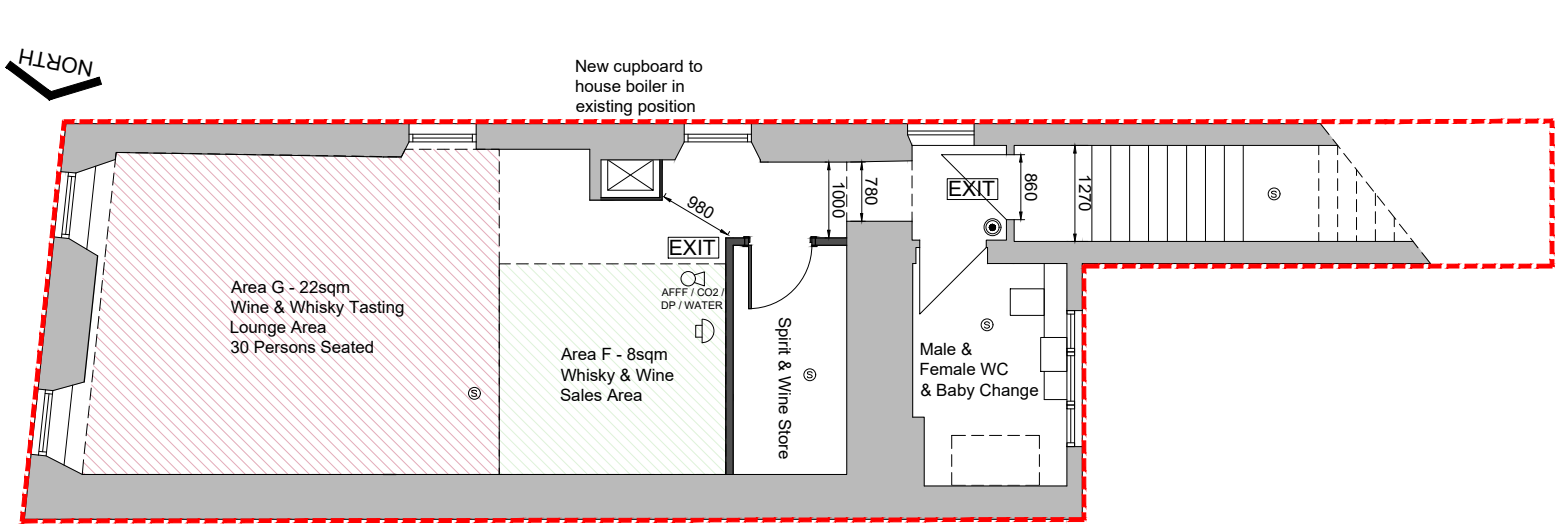 NORTH
New cupboard to
house boiler in
existing position
980
1000
780
EXIT
860
1270
S
EXIT
AFFF / CO2 /
DP / WATER
Area G - 22sqm
Wine & Whisky Tasting
Lounge Area
30 Persons Seated
S
Area F - 8sqm
Whisky & Wine
Sales Area
Spirit & Wine Store
S
S
Male &
Female WC
& Baby Change